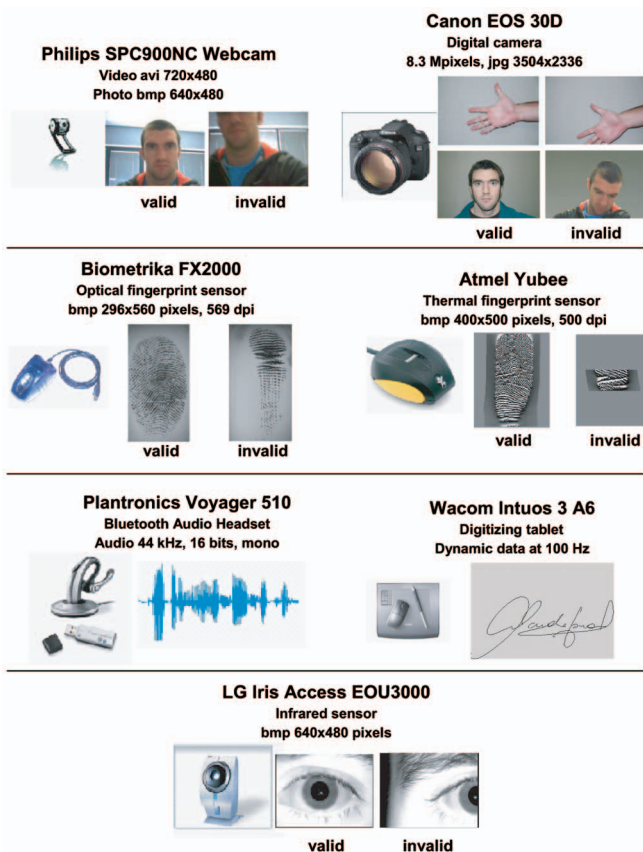 Philips SPC900NC Webcam
Video avi 720x480
Photo bmp 640x480
valid
invalid
Canon EOS 30D
Digital camera
8.3 Mpixels, jpg 3504x2336
valid
invalid
Biometrika FX2000
Optical fingerprint sensor
bmp 296x560 pixels, 569 dpi
valid
invalid
Atmel Yubee
Thermal fingerprint sensor
bmp 400x500 pixels, 500 dpi
valid
invalid
Plantronics Voyager 510
Bluetooth Audio Headset
Audio 44 kHz, 16 bits, mono
Wacom Intuos 3 A6
Digitizing tablet
Dynamic data at 100 Hz
LG Iris Access EOU3000
Infrared sensor
bmp 640x480 pixels
valid
invalid